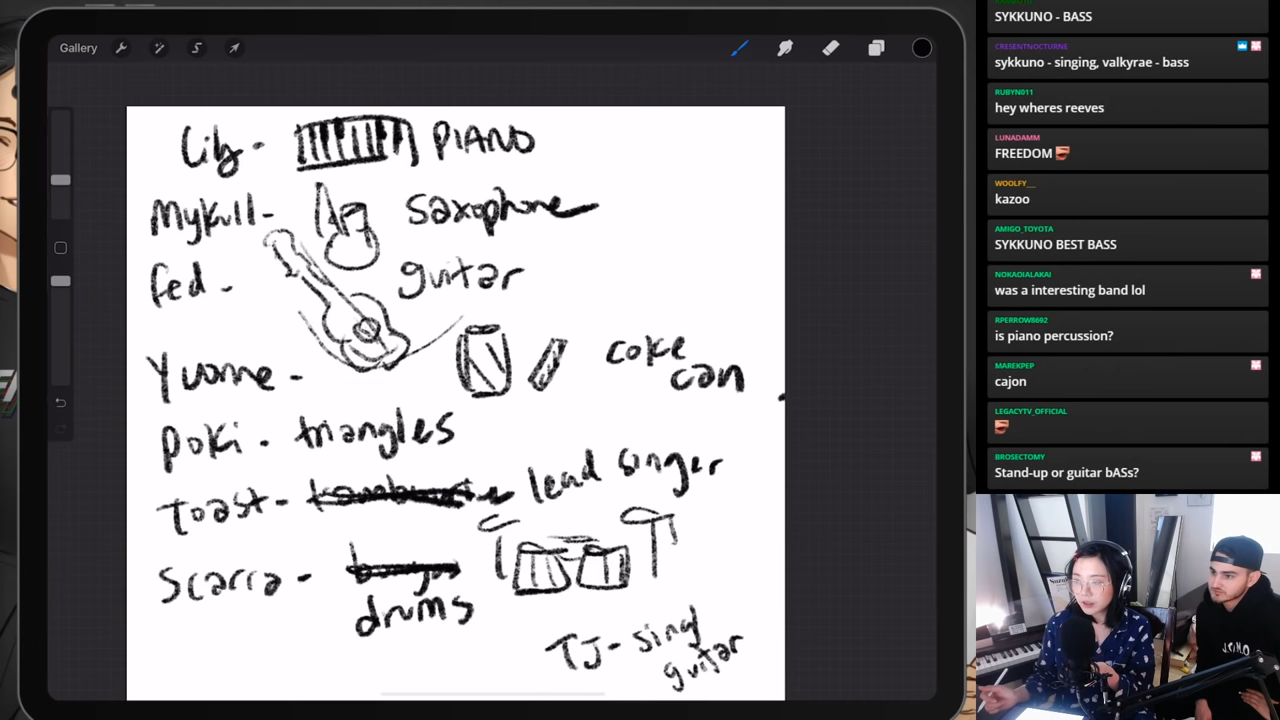 Gallery
Lily - PIANO
Mykull - saxophone
fed - guitar
Yvonne - coke can
poki - triangles
Toast - lead singer
Scarra - drums
TJ - sing guitar
SYKKUNO - BASS
CRESENTNOCTURNE
sykkuno - singing, valkyrae - bass
RUBYN011
hey wheres reeves
LUNADAMM
FREEDOM
WOOLFY__
kazoo
AMIGO_TOYOTA
SYKKUNO BEST BASS
NOKAOIALAKAI
was a interesting band lol
RPERROW8692
is piano percussion?
MAREKPEP
cajon
LEGACYTV_OFFICIAL
BROSECTOMY
Stand-up or guitar bASs?